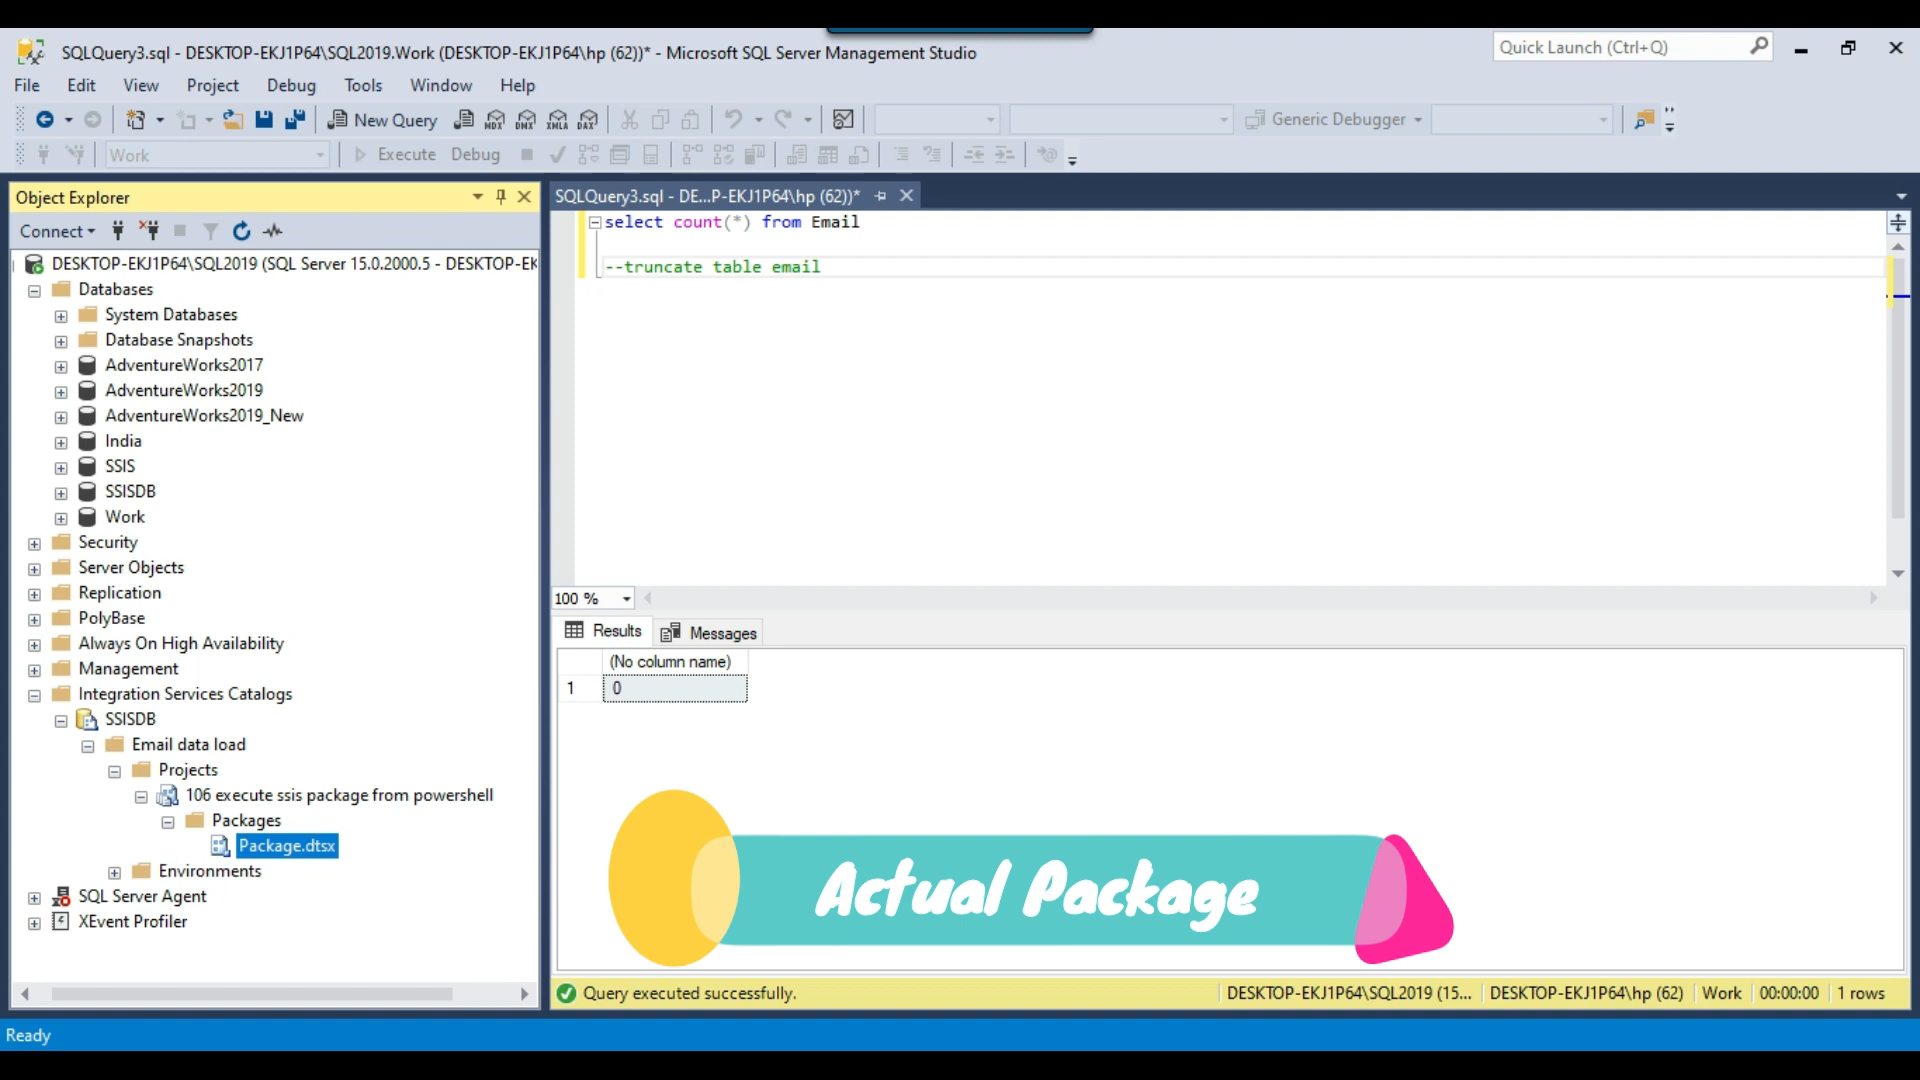 SQLQuery3.sql - DESKTOP-EKJ1P64\SQL2019.Work (DESKTOP-EKJ1P64\hp (62))* - Microsoft SQL Server Management Studio
Quick Launch (Ctrl+Q)
File Edit View Project Debug Tools Window Help
New Query MDX DMX XMLA DAX Generic Debugger
Work Execute Debug
Object Explorer
SQLQuery3.sql - DE...P-EKJ1P64\hp (62))*
Connect
select count(*) from Email
--truncate table email
DESKTOP-EKJ1P64\SQL2019 (SQL Server 15.0.2000.5 - DESKTOP-EK
Databases
System Databases
Database Snapshots
AdventureWorks2017
AdventureWorks2019
AdventureWorks2019_New
India
SSIS
SSISDB
Work
Security
Server Objects
Replication
PolyBase
Always On High Availability
Management
Integration Services Catalogs
SSISDB
Email data load
Projects
106 execute ssis package from powershell
Packages
Package.dtsx
Environments
SQL Server Agent
XEvent Profiler
100 %
Results Messages
(No column name)
1 0
Actual Package
Query executed successfully. DESKTOP-EKJ1P64\SQL2019 (15... DESKTOP-EKJ1P64\hp (62) Work 00:00:00 1 rows
Ready